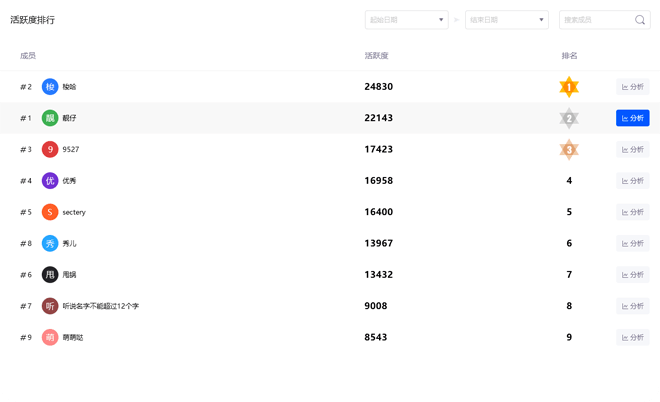 活跃度排行 起始日期 结束日期 搜索成员
成员 活跃度 排名
#2 梭 梭哈 24830 1 分析
#1 靓 靓仔 22143 2 分析
#3 9 9527 17423 3 分析
#4 优 优秀 16958 4 分析
#5 S sectery 16400 5 分析
#8 秀 秀儿 13967 6 分析
#6 甩 甩锅 13432 7 分析
#7 听 听说名字不能超过12个字 9008 8 分析
#9 萌 萌萌哒 8543 9 分析